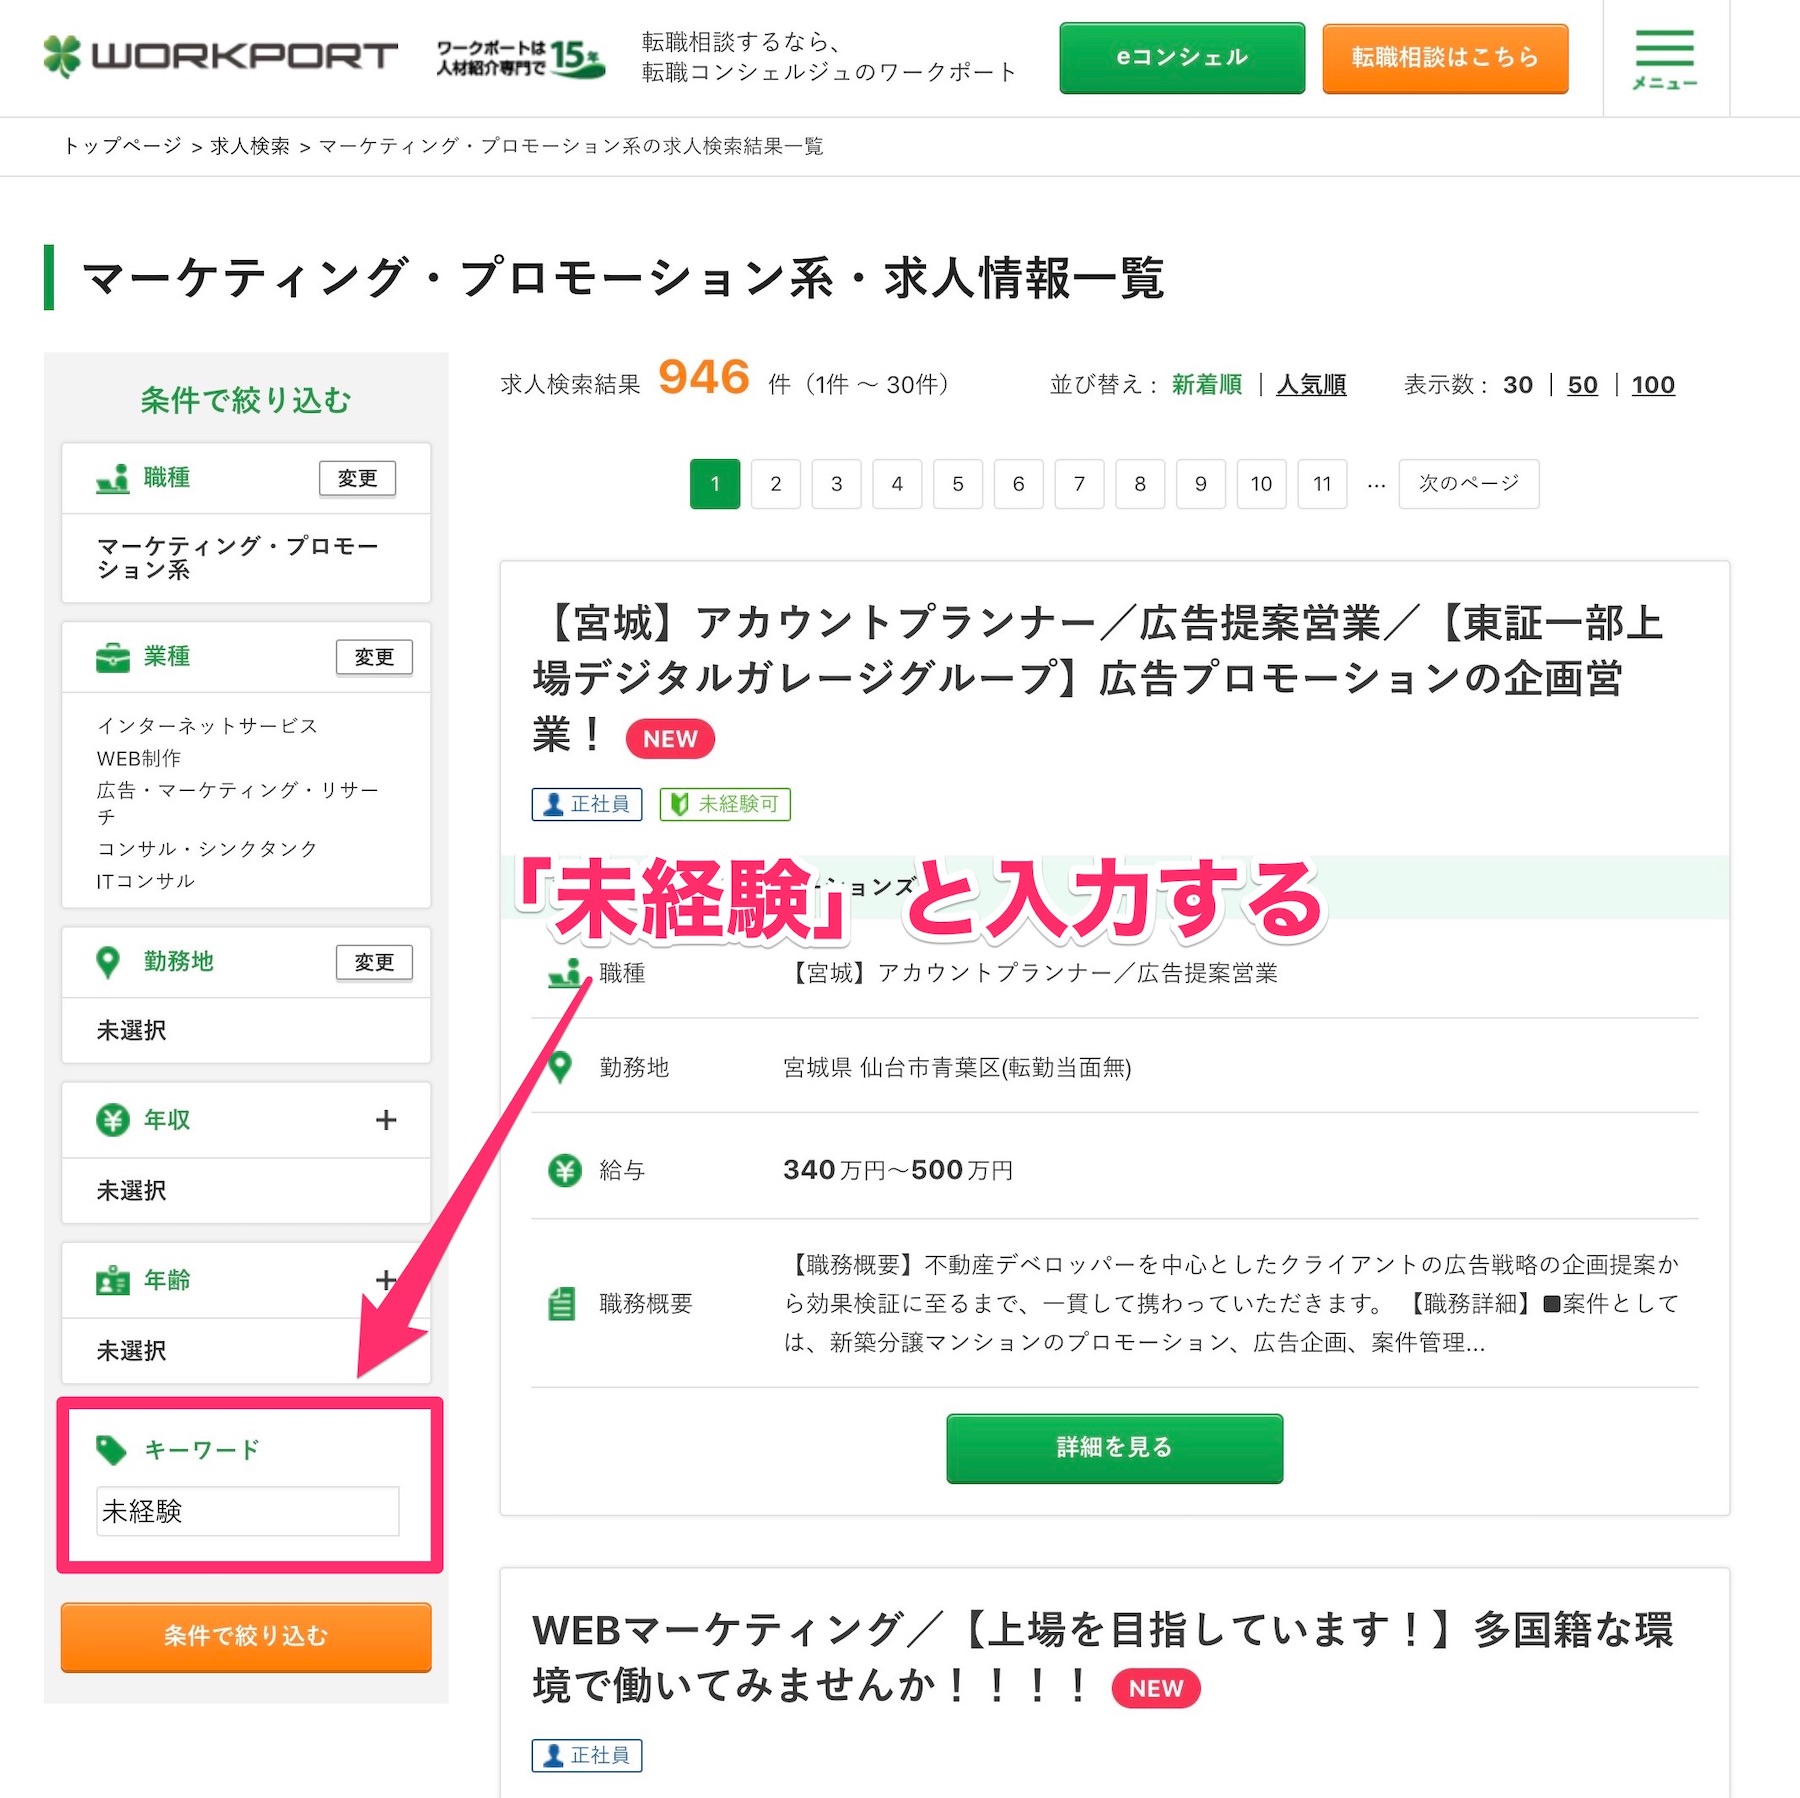 WORKPORT
ワークポートは
人材紹介専門で15年
転職相談するなら、
転職コンシェルジュのワークポート
eコンシェル
転職相談はこちら
メニュー
トップページ > 求人検索 > マーケティング・プロモーション系の求人検索結果一覧
マーケティング・プロモーション系・求人情報一覧
条件で絞り込む
職種
変更
マーケティング・プロモー
ション系
業種
変更
インターネットサービス
WEB制作
広告・マーケティング・リサー
チ
コンサル・シンクタンク
ITコンサル
勤務地
変更
未選択
年収
+
未選択
年齢
+
未選択
キーワード
未経験
条件で絞り込む
求人検索結果 946 件（1件 〜 30件）
並び替え： 新着順 | 人気順
表示数： 30 | 50 | 100
1 2 3 4 5 6 7 8 9 10 11 … 次のページ
【宮城】アカウントプランナー／広告提案営業／【東証一部上
場デジタルガレージグループ】広告プロモーションの企画営
業！ NEW
正社員 未経験可
ションズ
「未経験」と入力する
職種 【宮城】アカウントプランナー／広告提案営業
勤務地 宮城県 仙台市青葉区(転勤当面無)
給与 340万円〜500万円
職務概要
【職務概要】不動産デベロッパーを中心としたクライアントの広告戦略の企画提案か
ら効果検証に至るまで、一貫して携わっていただきます。 【職務詳細】■案件として
は、新築分譲マンションのプロモーション、広告企画、案件管理...
詳細を見る
WEBマーケティング／【上場を目指しています！】多国籍な環
境で働いてみませんか！！！！ NEW
正社員